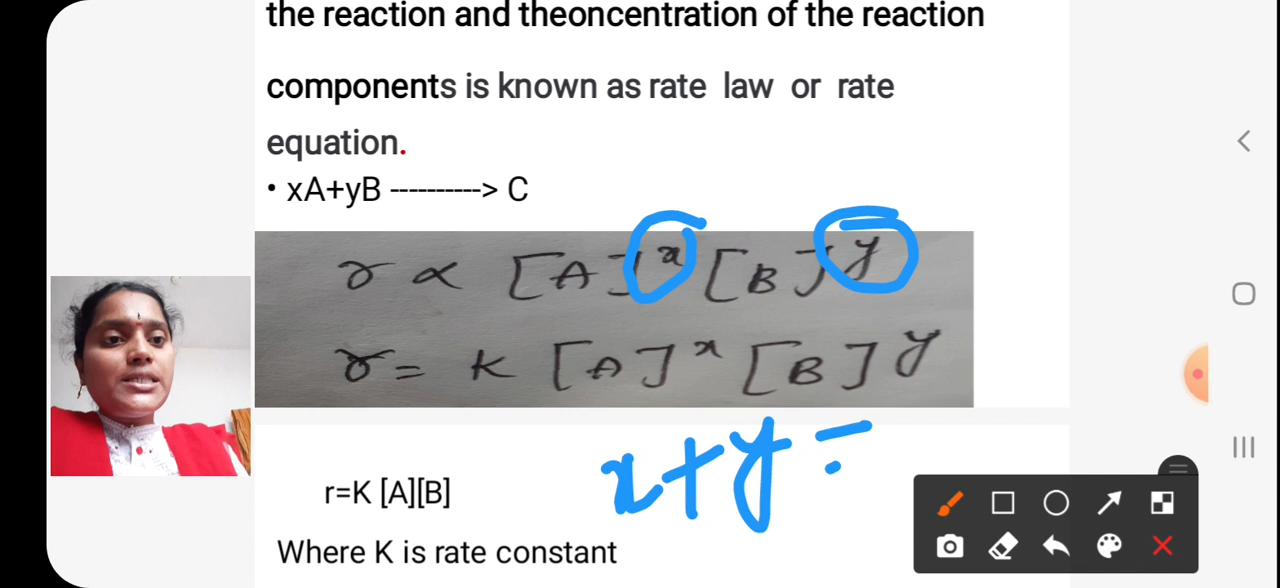 the reaction and theoncentration of the reaction
components is known as rate law or rate
equation.
• xA+yB ----------> C
r ∝ [A]ˣ [B]ʸ
r = K [A]ˣ [B]ʸ
x+y =
r=K [A][B]
Where K is rate constant